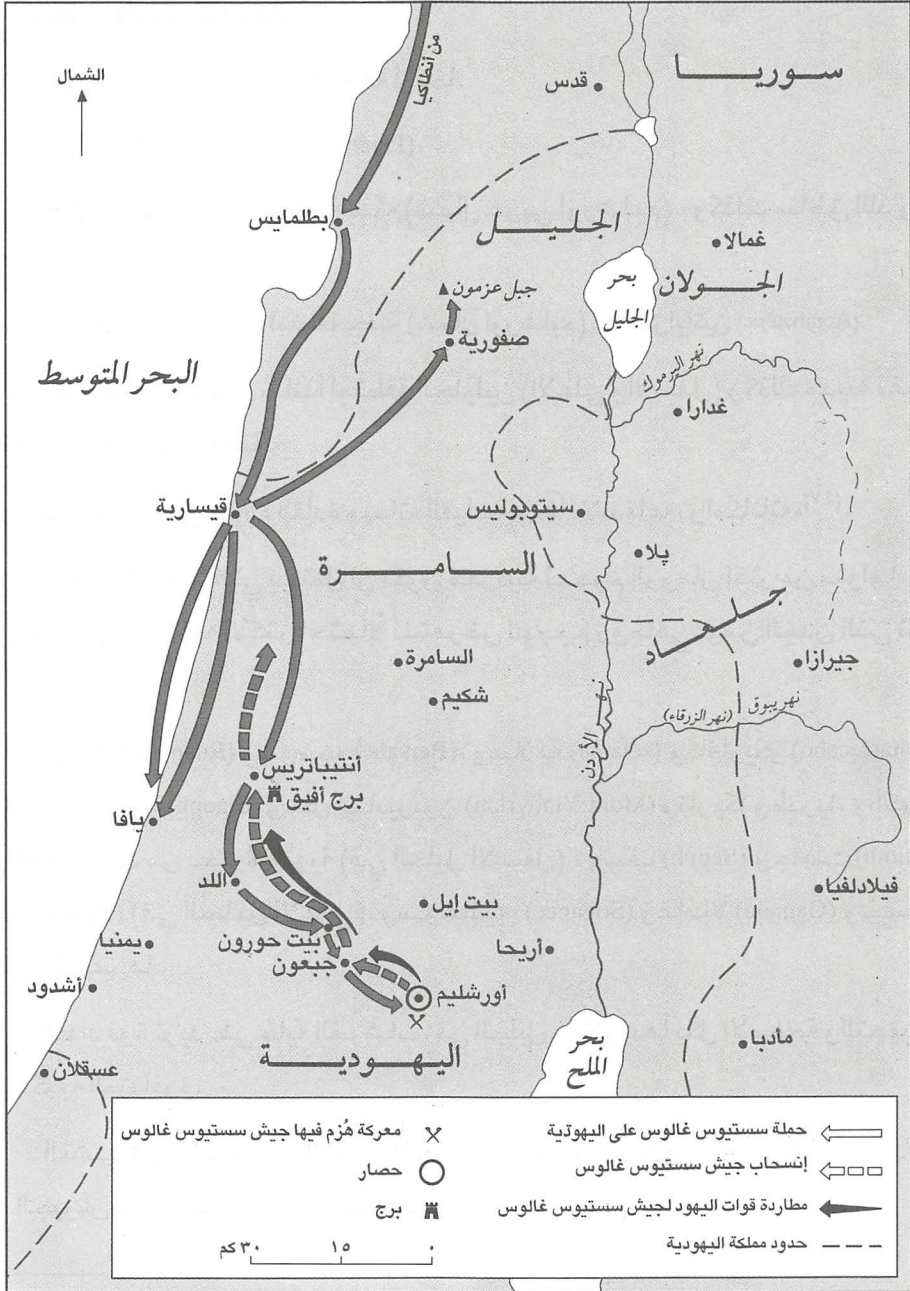 الشمال
من أنطاكيا
سوريا
قدس
بطلمايس
الجليل
غمالا
بحر
الجليل
الجولان
جبل عزمون
صفورية
البحر المتوسط
نهر اليرموك
غدارا
قيسارية
سيتوبوليس
پلا
السامرة
جلعاد
السامرة
جيرازا
شكيم
نهر يبوق
(نهر الزرقاء)
نهر الأردن
أنتيباتريس
برج أفيق
يافا
اللد
بيت إيل
فيلادلفيا
بيت حورون
أريحا
يمنيا
جبعون
أشدود
أورشليم
مادبا
بحر
الملح
اليهودية
عسقلان
حملة سستيوس غالوس على اليهوديّة
إنسحاب جيش سستيوس غالوس
مطاردة قوات اليهود لجيش سستيوس غالوس
حدود مملكة اليهودية
معركة هُزم فيها جيش سستيوس غالوس
حصار
برج
٠ ١٥ ٣٠ كم